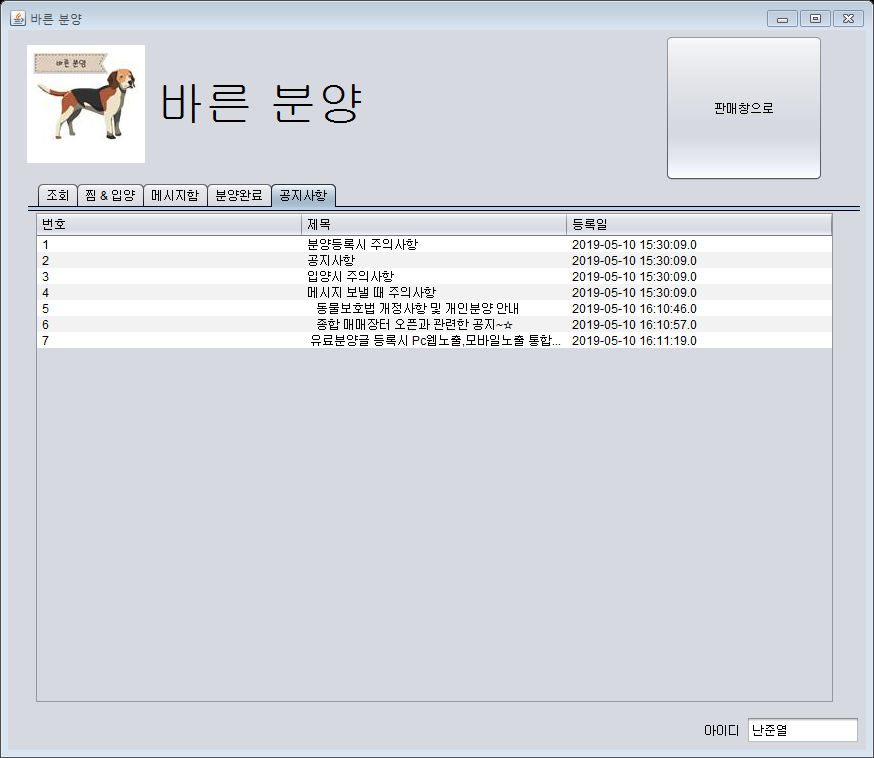 바른 분양
바른 분양
바른 분양
판매창으로
조회 찜 & 입양 메시지함 분양완료 공지사항
번호 제목 등록일
1 분양등록시 주의사항 2019-05-10 15:30:09.0
2 공지사항 2019-05-10 15:30:09.0
3 입양시 주의사항 2019-05-10 15:30:09.0
4 메시지 보낼 때 주의사항 2019-05-10 15:30:09.0
5 동물보호법 개정사항 및 개인분양 안내 2019-05-10 16:10:46.0
6 종합 매매장터 오픈과 관련한 공지~☆ 2019-05-10 16:10:57.0
7 유료분양글 등록시 Pc웹노출,모바일노출 통합... 2019-05-10 16:11:19.0
아이디 난준열